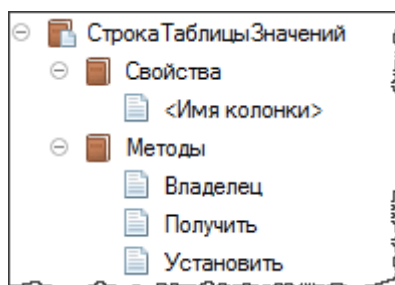 СтрокаТаблицыЗначений
Свойства
<Имя колонки>
Методы
Владелец
Получить
Установить